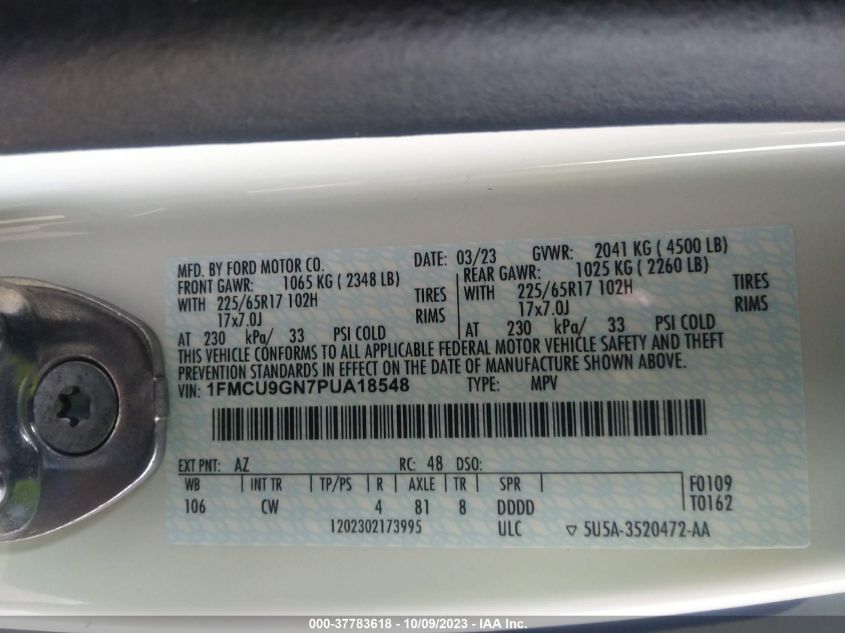 MFD. BY FORD MOTOR CO. DATE: 03/23 GVWR: 2041 KG ( 4500 LB)
FRONT GAWR: 1065 KG ( 2348 LB) REAR GAWR: 1025 KG ( 2260 LB)
WITH 225/65R17 102H TIRES WITH 225/65R17 102H TIRES
17x7.0J RIMS 17x7.0J RIMS
AT 230 kPa/ 33 PSI COLD AT 230 kPa/ 33 PSI COLD
THIS VEHICLE CONFORMS TO ALL APPLICABLE FEDERAL MOTOR VEHICLE SAFETY AND THEFT
PREVENTION STANDARDS IN EFFECT ON THE DATE OF MANUFACTURE SHOWN ABOVE.
VIN: 1FMCU9GN7PUA18548 TYPE: MPV
EXT PNT: AZ RC: 48 DSO:
WB INT TR TP/PS R AXLE TR SPR F0109
106 CW 4 81 8 DDDD T0162
1202302173995 ULC ▽ 5U5A-3520472-AA
000-37783618 - 10/09/2023 - IAA Inc.